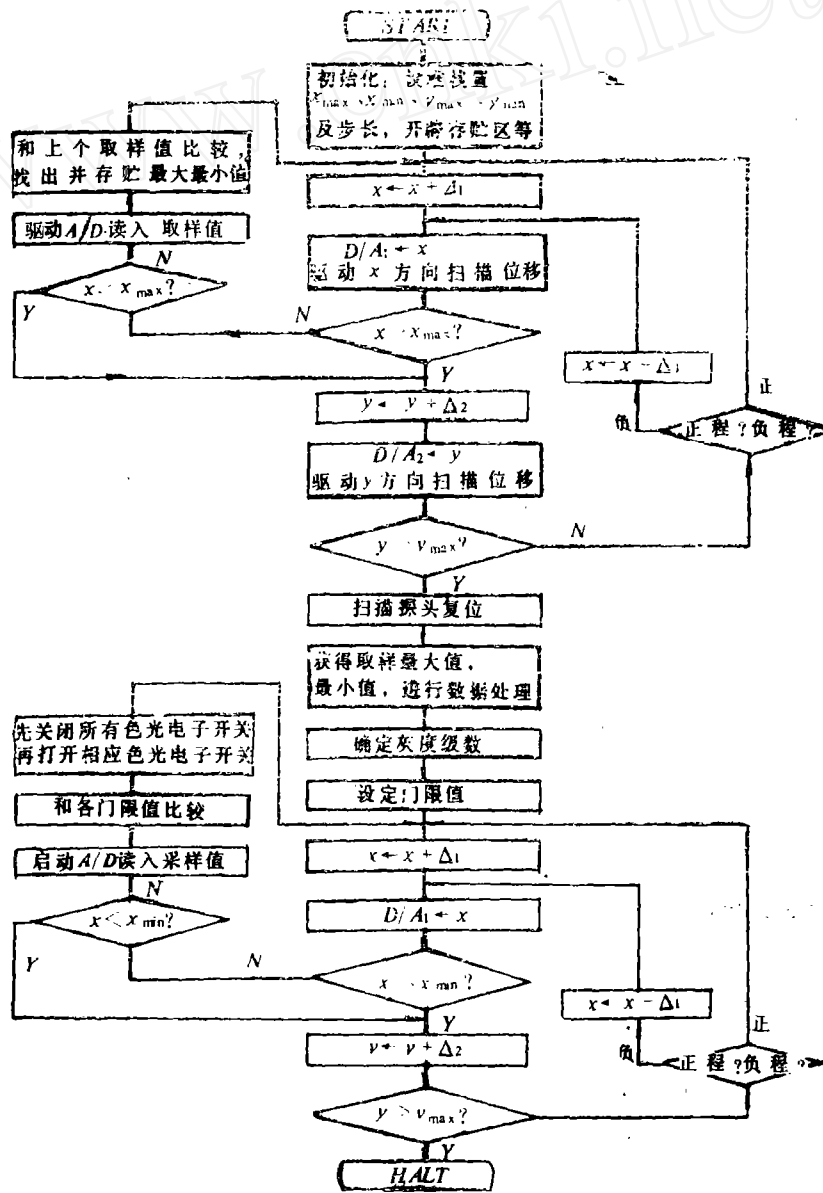 START
初始化：设堆栈置
x max、x min、y max、y min
及步长，开辟存贮区等
和上个取样值比较，
找出并存贮最大最小值
x ← x + Δ1
驱动A/D读入取样值
D/A1 ← x
驱动 x 方向扫描位移
N
x x max?
Y
N
x x max?
Y
x ← x − Δ1
正
y ← y + Δ2
负
正程?负程?
D/A2 ← y
驱动y方向扫描位移
y y max?
N
Y
扫描探头复位
获得取样最大值，
最小值，进行数据处理
先关闭所有色光电子开关
再打开相应色光电子开关
确定灰度级数
和各门限值比较
设定门限值
启动A/D读入采样值
x ← x + Δ1
N
x < x min?
D/A1 ← x
Y
N
x x min?
Y
x ← x − Δ1
正
y ← y + Δ2
负
正程?负程?
y > y max?
Y
HALT